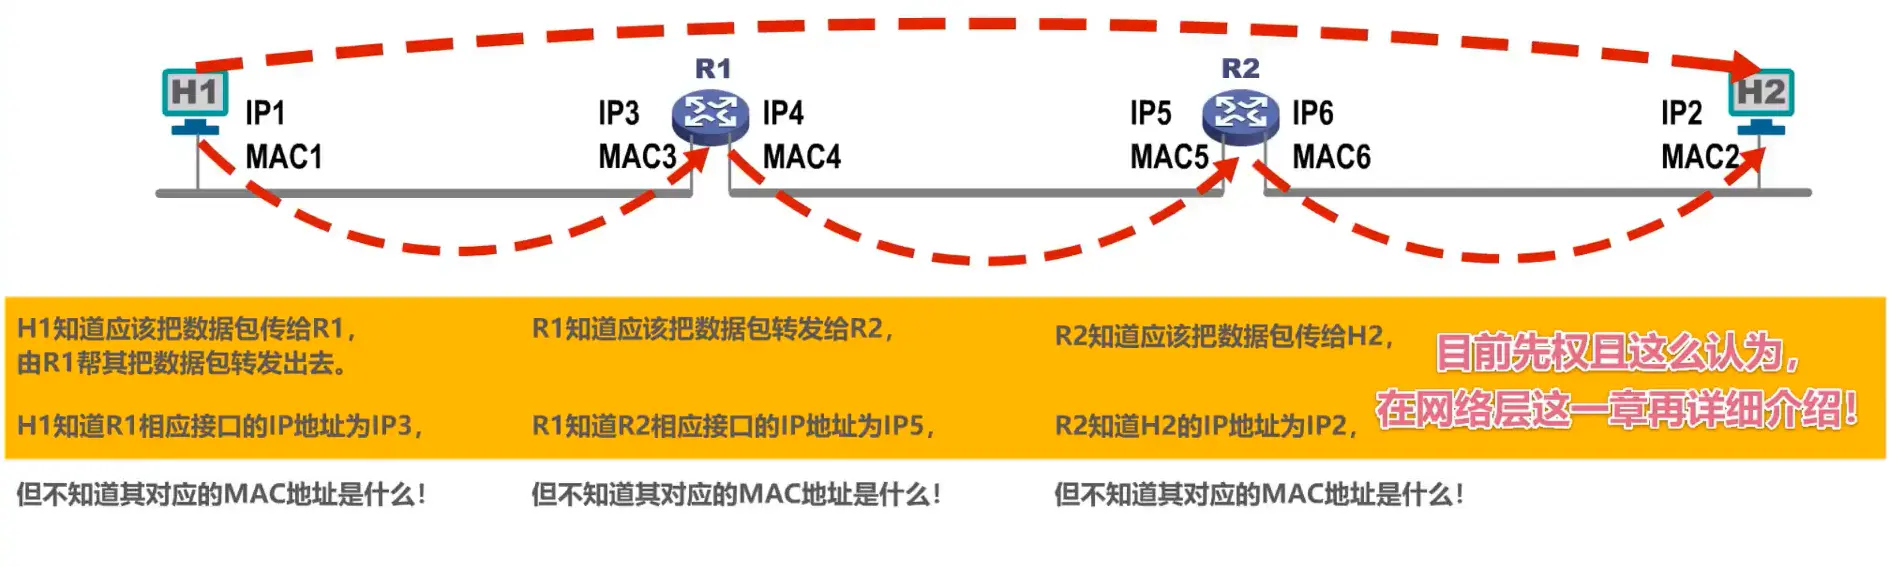 R1
R2
H1
H2
IP1
IP3
IP4
IP5
IP6
IP2
MAC1
MAC3
MAC4
MAC5
MAC6
MAC2
H1知道应该把数据包传给R1，
由R1帮其把数据包转发出去。
R1知道应该把数据包转发给R2，
R2知道应该把数据包传给H2，
目前先权且这么认为，
在网络层这一章再详细介绍！
H1知道R1相应接口的IP地址为IP3，
R1知道R2相应接口的IP地址为IP5，
R2知道H2的IP地址为IP2，
但不知道其对应的MAC地址是什么！
但不知道其对应的MAC地址是什么！
但不知道其对应的MAC地址是什么！